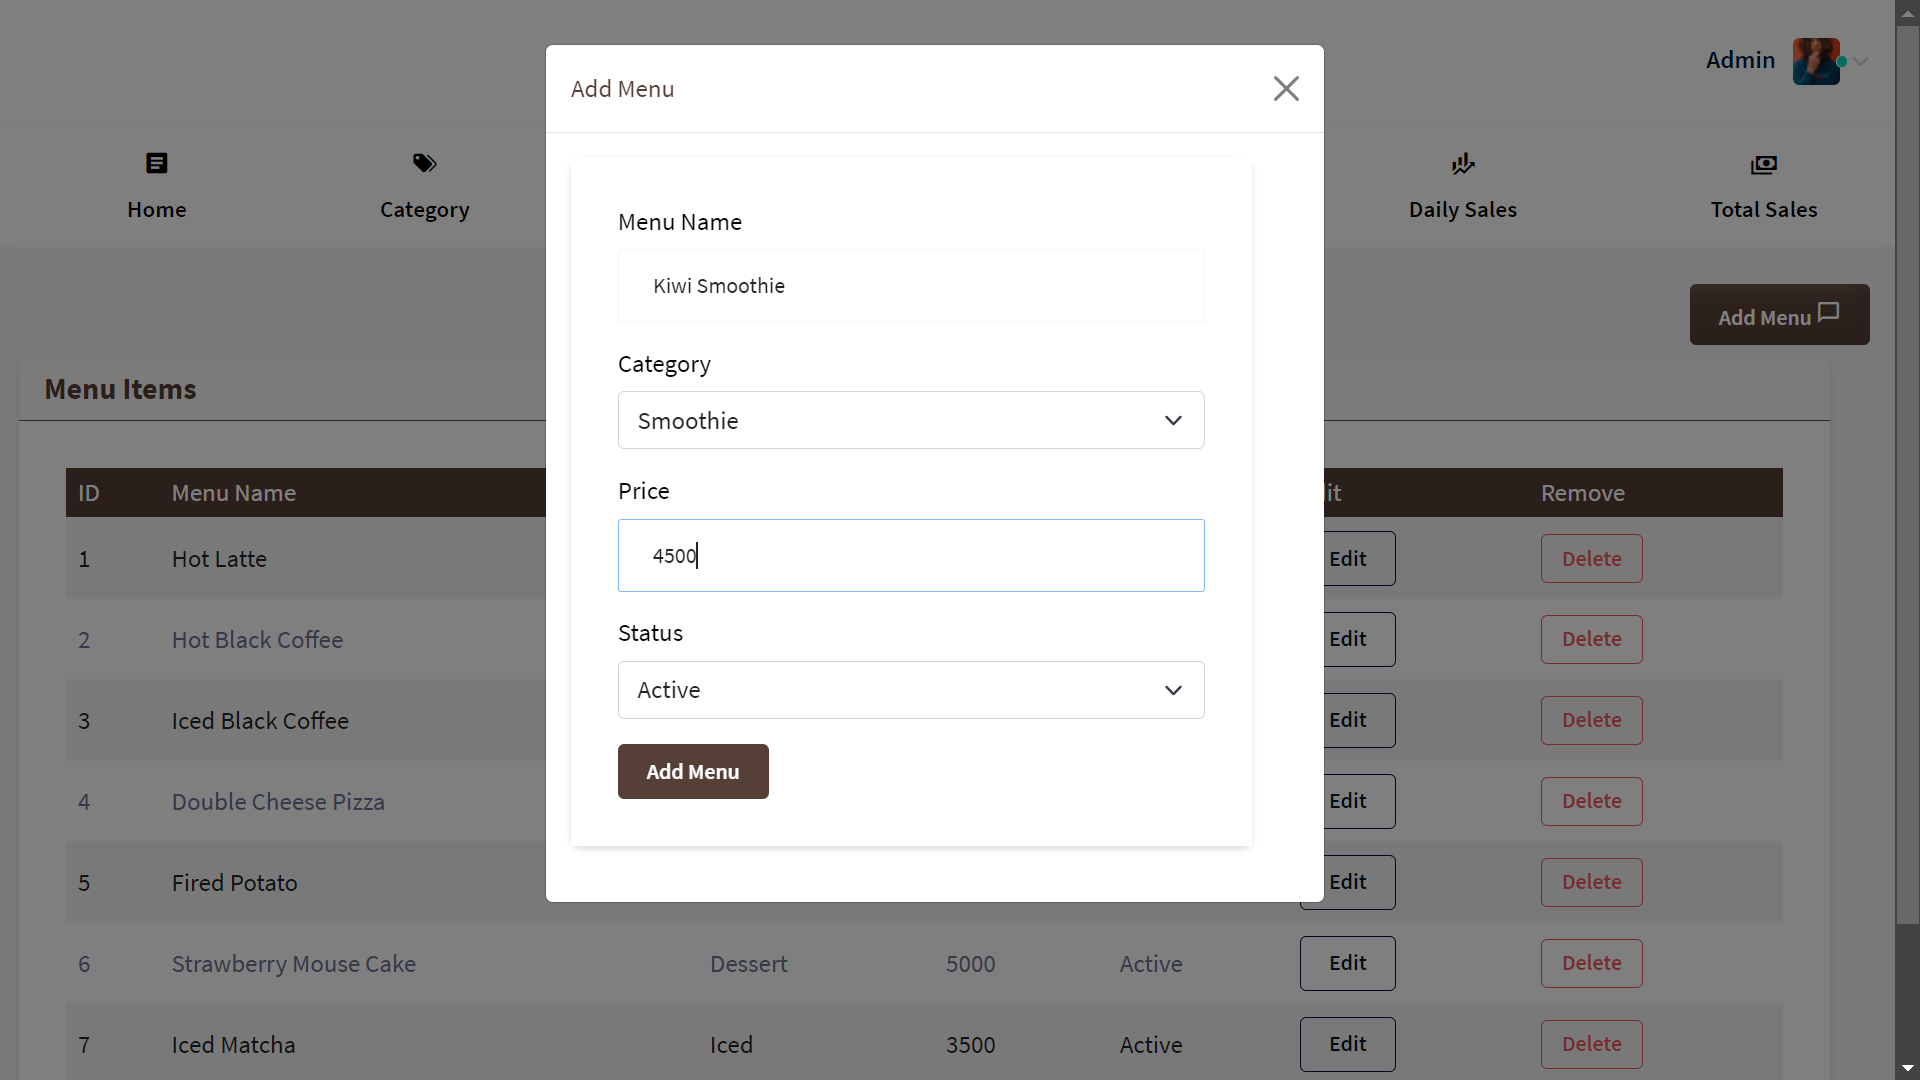 Admin
Home
Category
Daily Sales
Total Sales
Add Menu
Menu Items
ID Menu Name Remove
1 Hot Latte Edit Delete
2 Hot Black Coffee Edit Delete
3 Iced Black Coffee Edit Delete
4 Double Cheese Pizza Edit Delete
5 Fired Potato Edit Delete
6 Strawberry Mouse Cake Dessert 5000 Active Edit Delete
7 Iced Matcha Iced 3500 Active Edit Delete
Add Menu
Menu Name
Kiwi Smoothie
Category
Smoothie
Price
4500
Status
Active
Add Menu